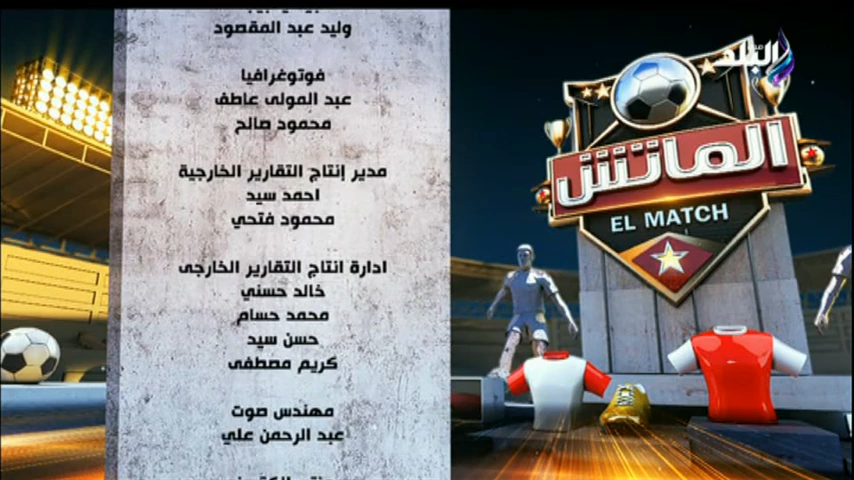 وليد عبد المقصود
فوتوغرافيا
عبد المولى عاطف
محمود صالح
مدير إنتاج التقارير الخارجية
احمد سيد
محمود فتحي
ادارة انتاج التقارير الخارجى
خالد حسني
محمد حسام
حسن سيد
كريم مصطفى
مهندس صوت
عبد الرحمن علي
البلد
الماتش
EL MATCH